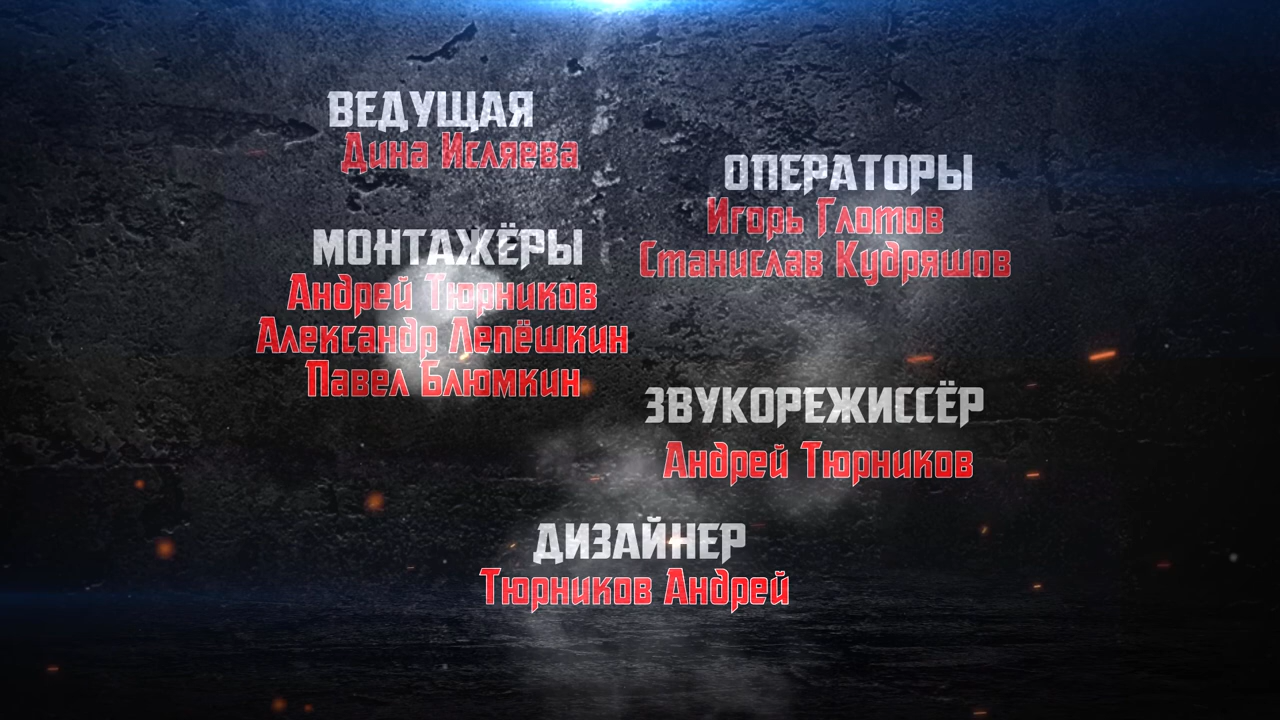 ВЕДУЩАЯ
Дина Исляева
МОНТАЖЁРЫ
Андрей Тюрников
Александр Лепёшкин
Павел Блюмкин
ОПЕРАТОРЫ
Игорь Глотов
Станислав Кудряшов
ЗВУКОРЕЖИССЁР
Андрей Тюрников
ДИЗАЙНЕР
Тюрников Андрей